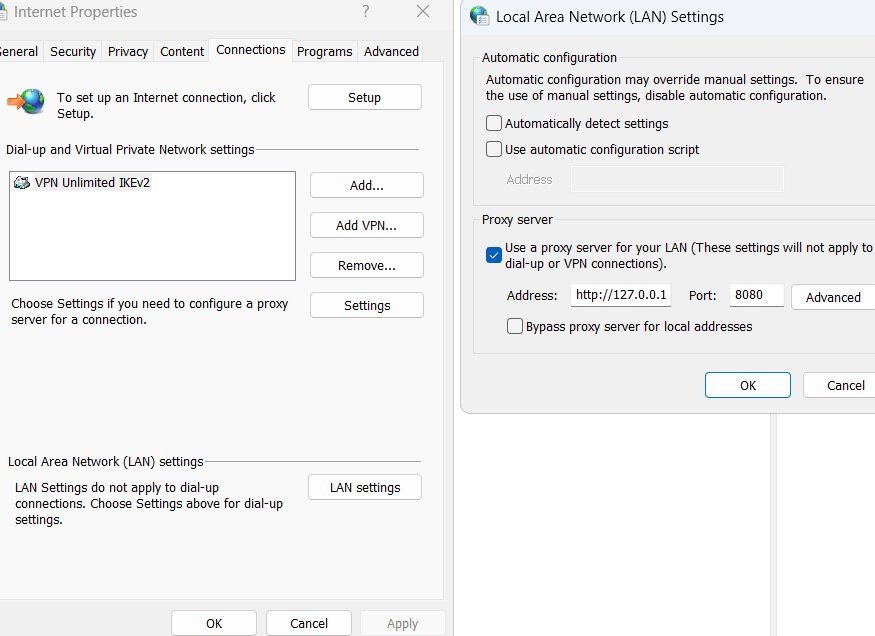 Internet Properties
?
General Security Privacy Content Connections Programs Advanced
To set up an Internet connection, click
Setup.
Setup
Dial-up and Virtual Private Network settings
VPN Unlimited IKEv2
Add...
Add VPN...
Remove...
Choose Settings if you need to configure a proxy
server for a connection.
Settings
Local Area Network (LAN) settings
LAN Settings do not apply to dial-up
connections. Choose Settings above for dial-up
settings.
LAN settings
OK Cancel Apply
Local Area Network (LAN) Settings
Automatic configuration
Automatic configuration may override manual settings. To ensure
the use of manual settings, disable automatic configuration.
Automatically detect settings
Use automatic configuration script
Address
Proxy server
Use a proxy server for your LAN (These settings will not apply to
dial-up or VPN connections).
Address: http://127.0.0.1 Port: 8080 Advanced
Bypass proxy server for local addresses
OK Cancel